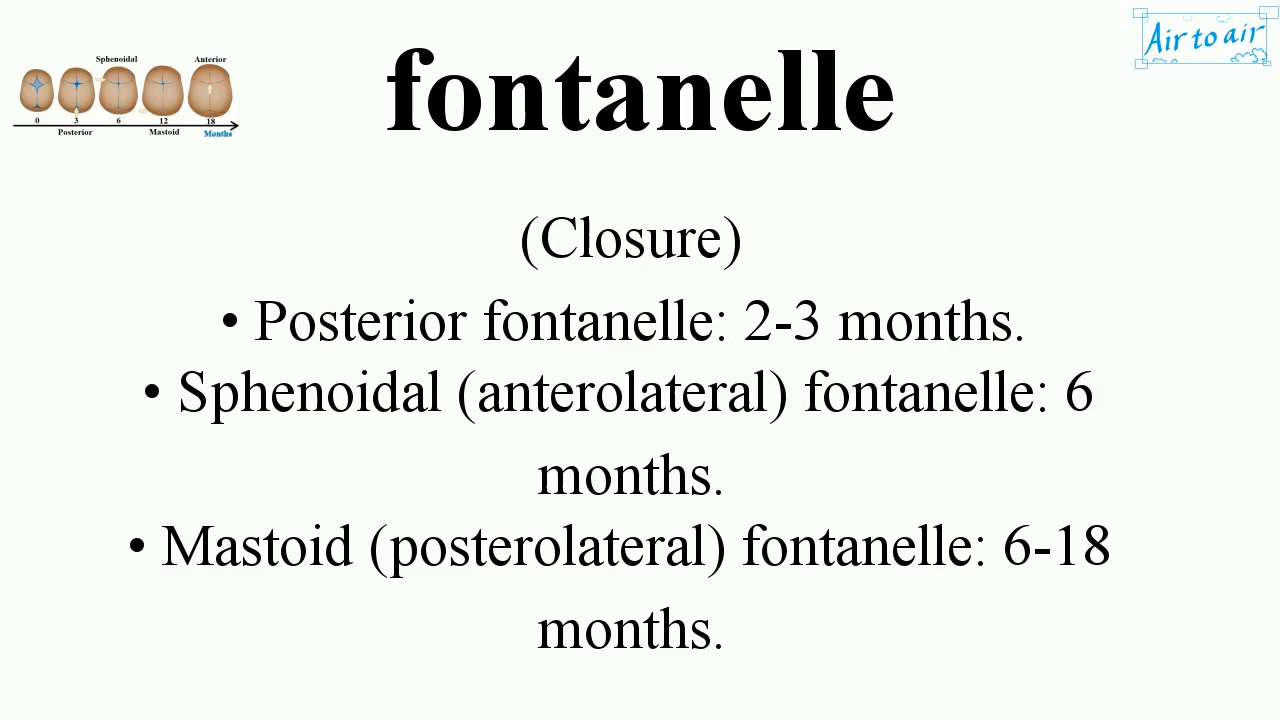 Air to air
fontanelle
Sphenoidal
Anterior
0 3 6 12 18
Posterior
Mastoid
Months
(Closure)
• Posterior fontanelle: 2-3 months.
• Sphenoidal (anterolateral) fontanelle: 6
months.
• Mastoid (posterolateral) fontanelle: 6-18
months.